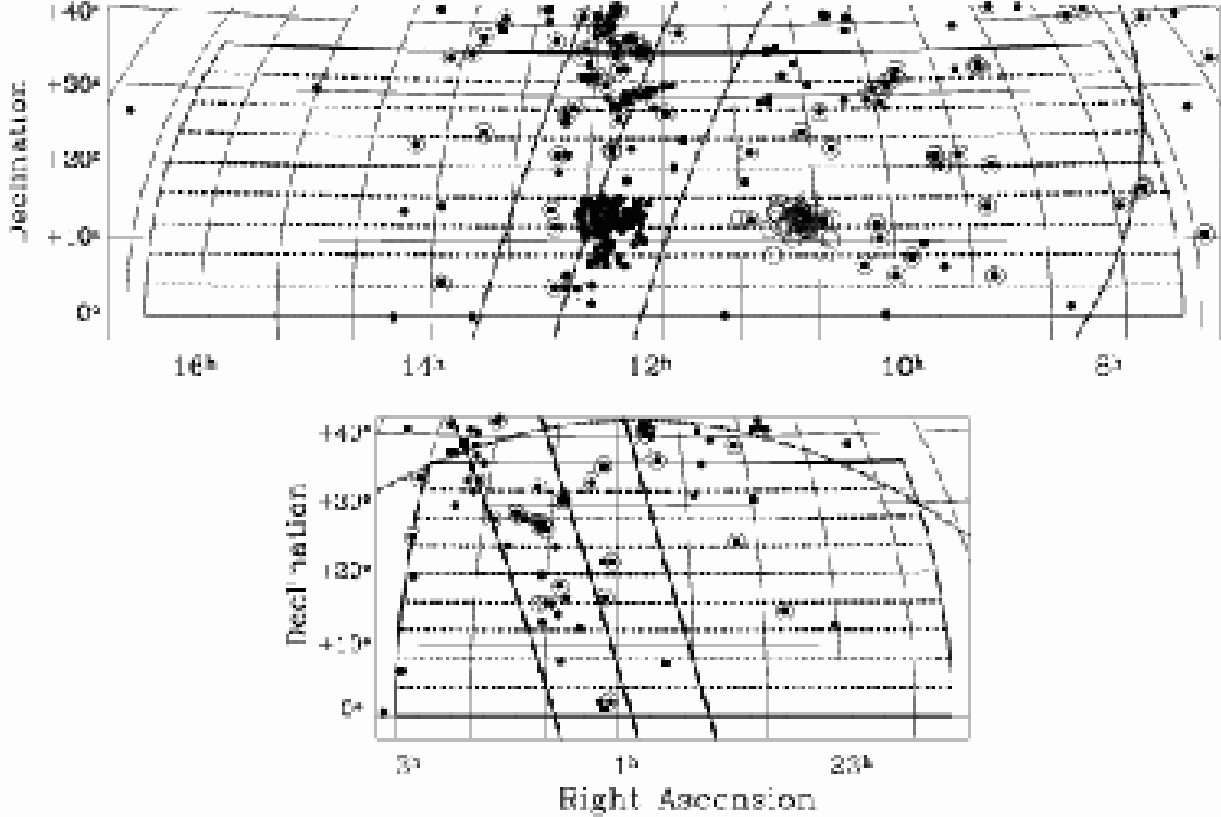 Declination
+40°
+30°
+20°
+10°
0°
16ʰ 14ʰ 12ʰ 10ʰ 8ʰ
Declination
+40°
+30°
+20°
+10°
0°
3ʰ 1ʰ 23ʰ
Right Ascension